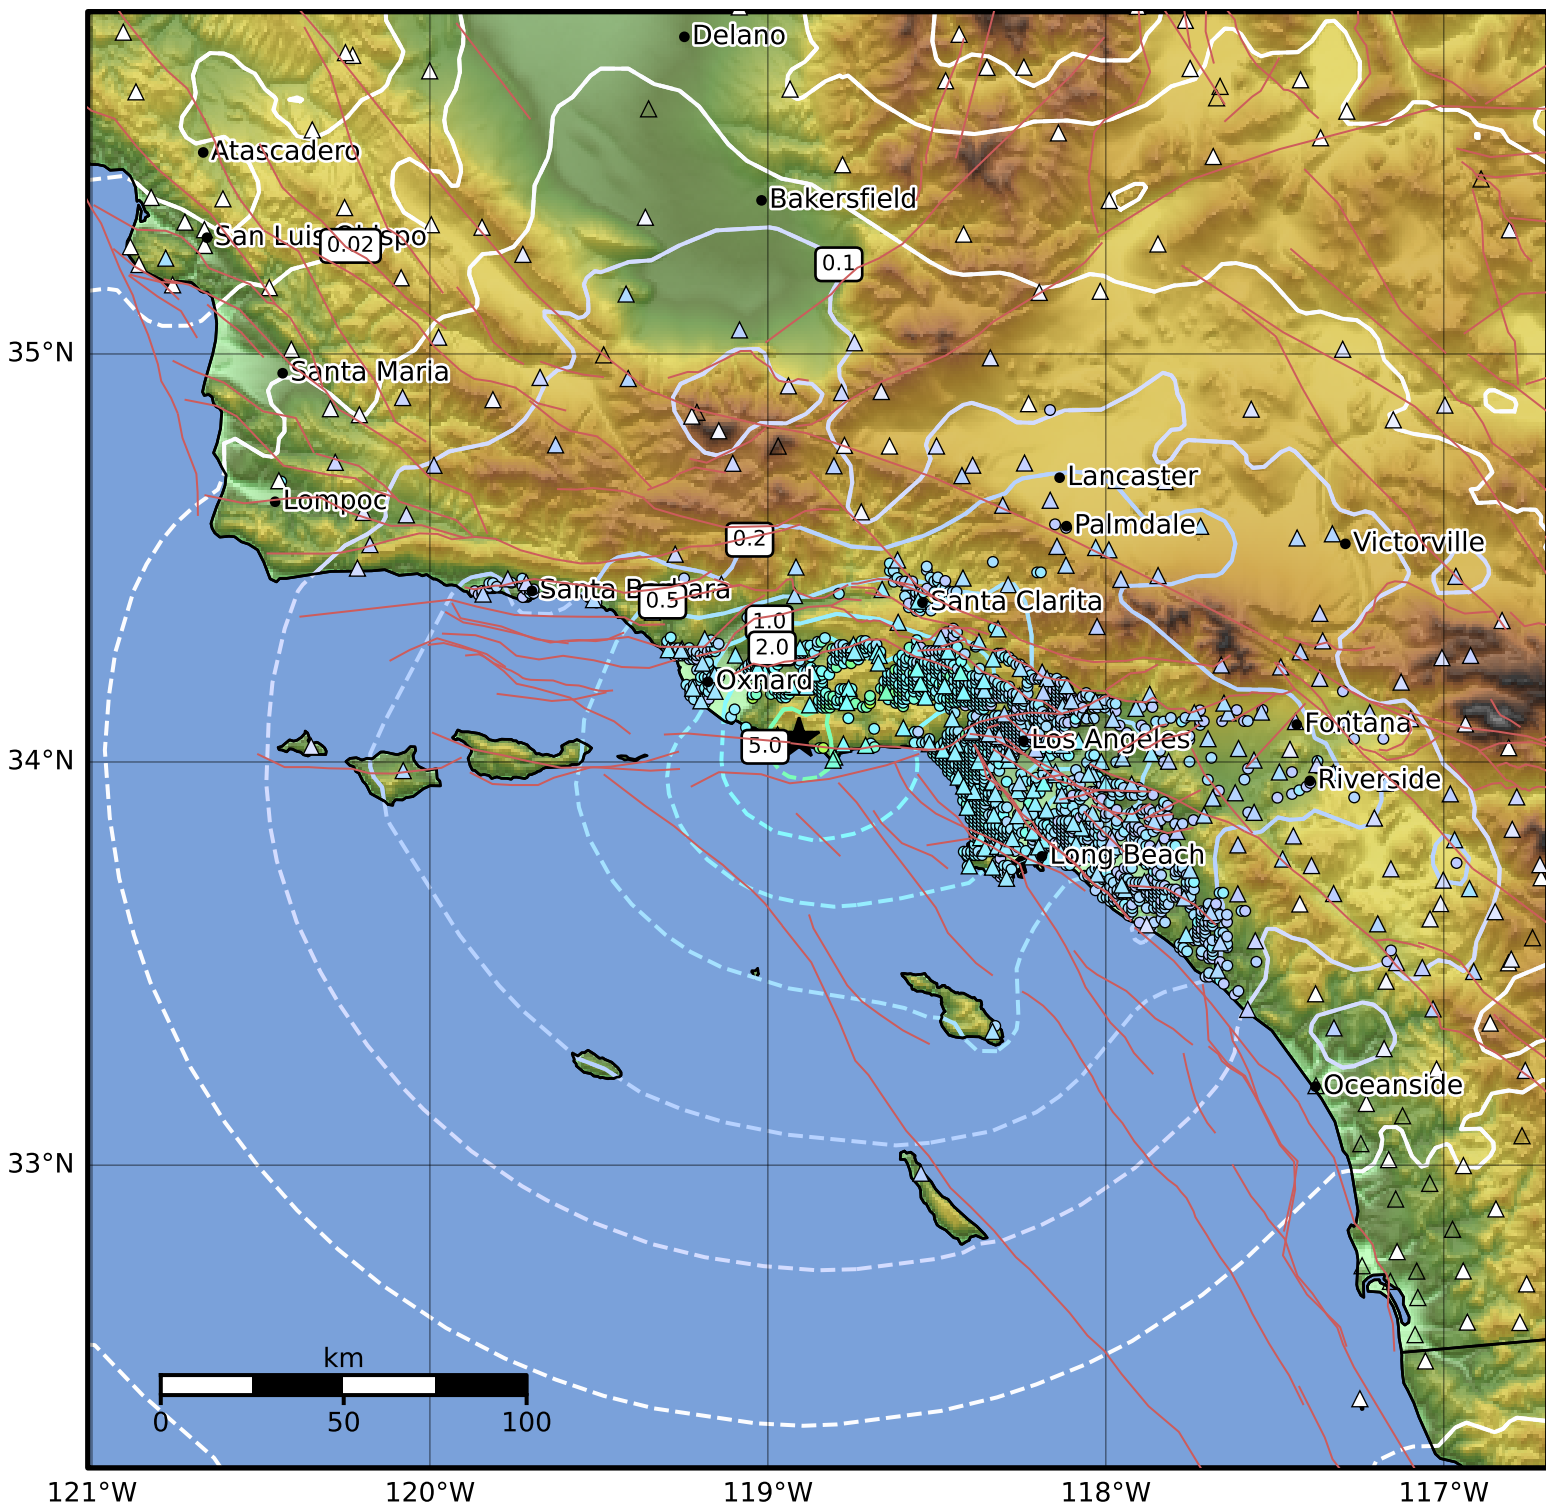 Delano
Atascadero
Bakersfield
San Luis Obispo
0.02
0.1
35°N
Santa Maria
Lancaster
Lompoc
Palmdale
0.2
Victorville
Santa Barbara
0.5
Santa Clarita
1.0
2.0
Oxnard
Fontana
Los Angeles
5.0
34°N
Riverside
Long Beach
Oceanside
33°N
km
0 50 100
121°W 120°W 119°W 118°W 117°W